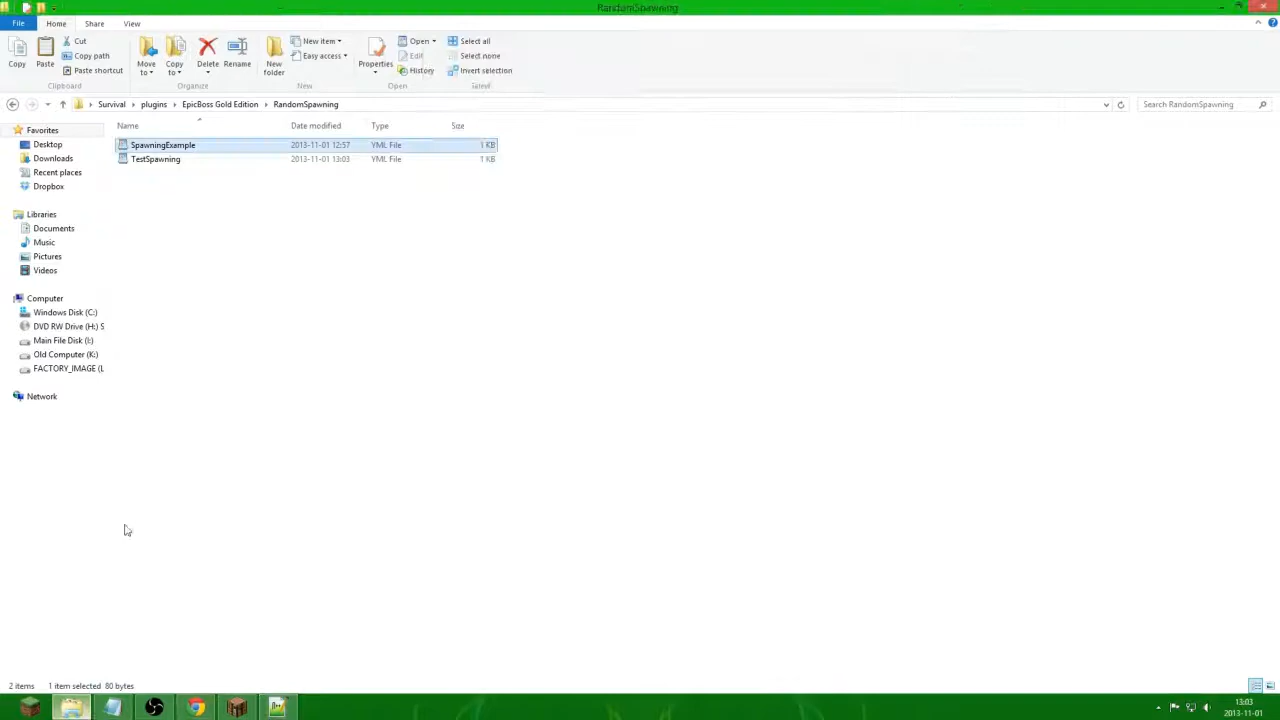 RandomSpawning
File Home Share View
Copy
Paste
Cut
Copy path
Paste shortcut
Clipboard
Move to
Copy to
Delete
Rename
Organize
New folder
New item
Easy access
New
Properties
Open
Edit
History
Open
Select all
Select none
Invert selection
Select
Survival EpicBoss Gold Edition RandomSpawning
plugins
Search RandomSpawning
Name Date modified Type Size
SpawningExample 2013-11-01 12:57 YML File 1 KB
TestSpawning 2013-11-01 13:03 YML File 1 KB
Favorites
Desktop
Downloads
Recent places
Dropbox
Libraries
Documents
Music
Pictures
Videos
Computer
Windows Disk (C:)
DVD RW Drive (H:) S
Main File Disk (I:)
Old Computer (K:)
FACTORY_IMAGE (L
Network
2 items 1 item selected 80 bytes
13:03
2013-11-01